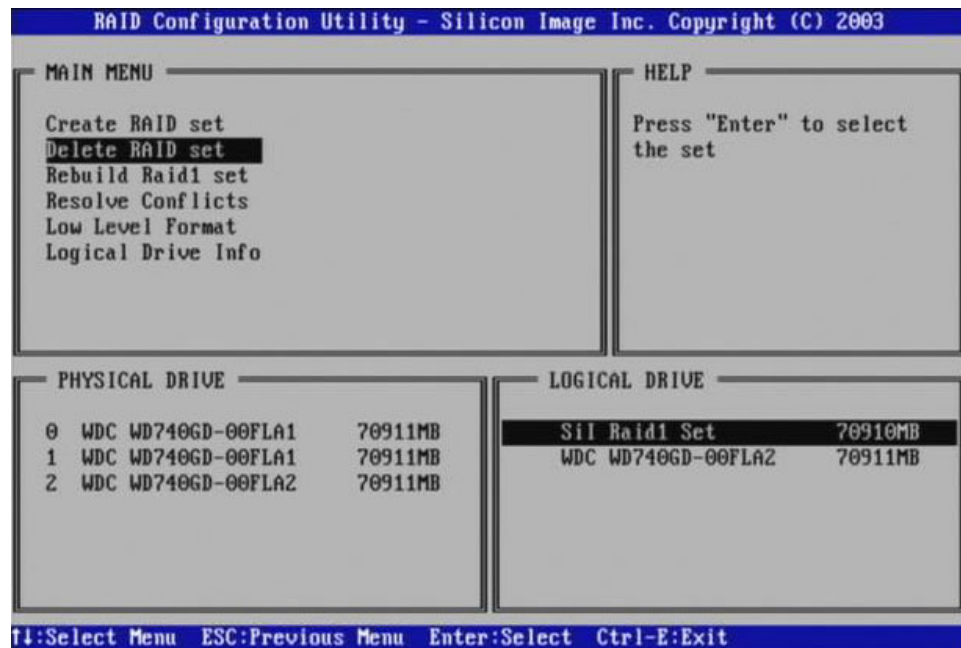 RAID Configuration Utility - Silicon Image Inc. Copyright (C) 2003
MAIN MENU
Create RAID set
Delete RAID set
Rebuild Raid1 set
Resolve Conflicts
Low Level Format
Logical Drive Info
HELP
Press "Enter" to select
the set
PHYSICAL DRIVE
0 WDC WD740GD-00FLA1 70911MB
1 WDC WD740GD-00FLA1 70911MB
2 WDC WD740GD-00FLA2 70911MB
LOGICAL DRIVE
SiI Raid1 Set 70910MB
WDC WD740GD-00FLA2 70911MB
↑↓:Select Menu ESC:Previous Menu Enter:Select Ctrl-E:Exit